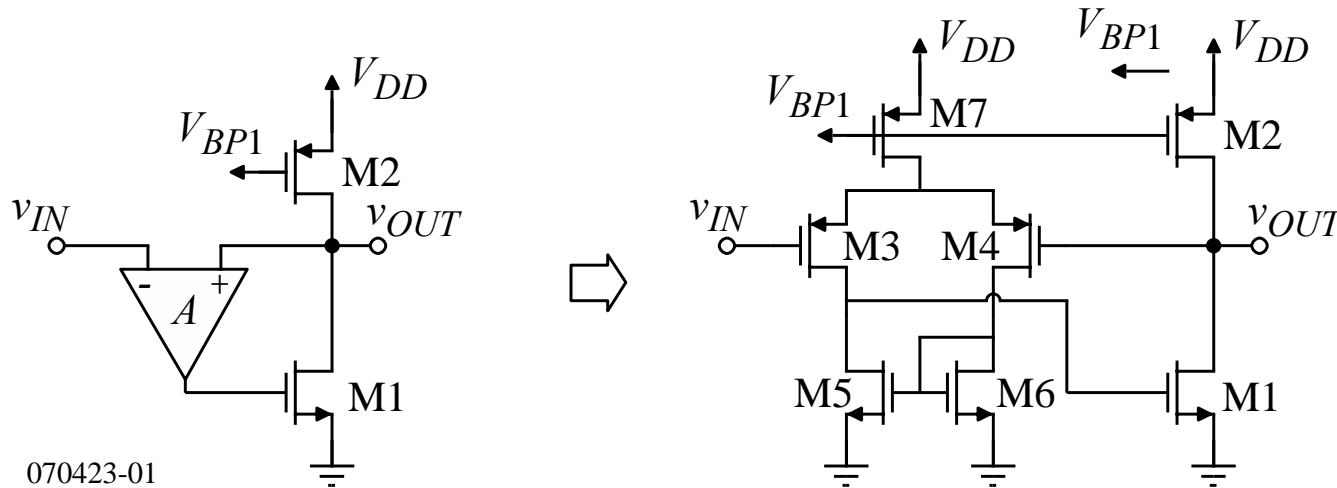 V_DD
V_BP1
M2
v_IN
v_OUT
- +
A
M1
070423-01
V_DD
V_BP1
V_DD
V_BP1
M7
M2
v_IN
v_OUT
M3
M4
M5
M6
M1